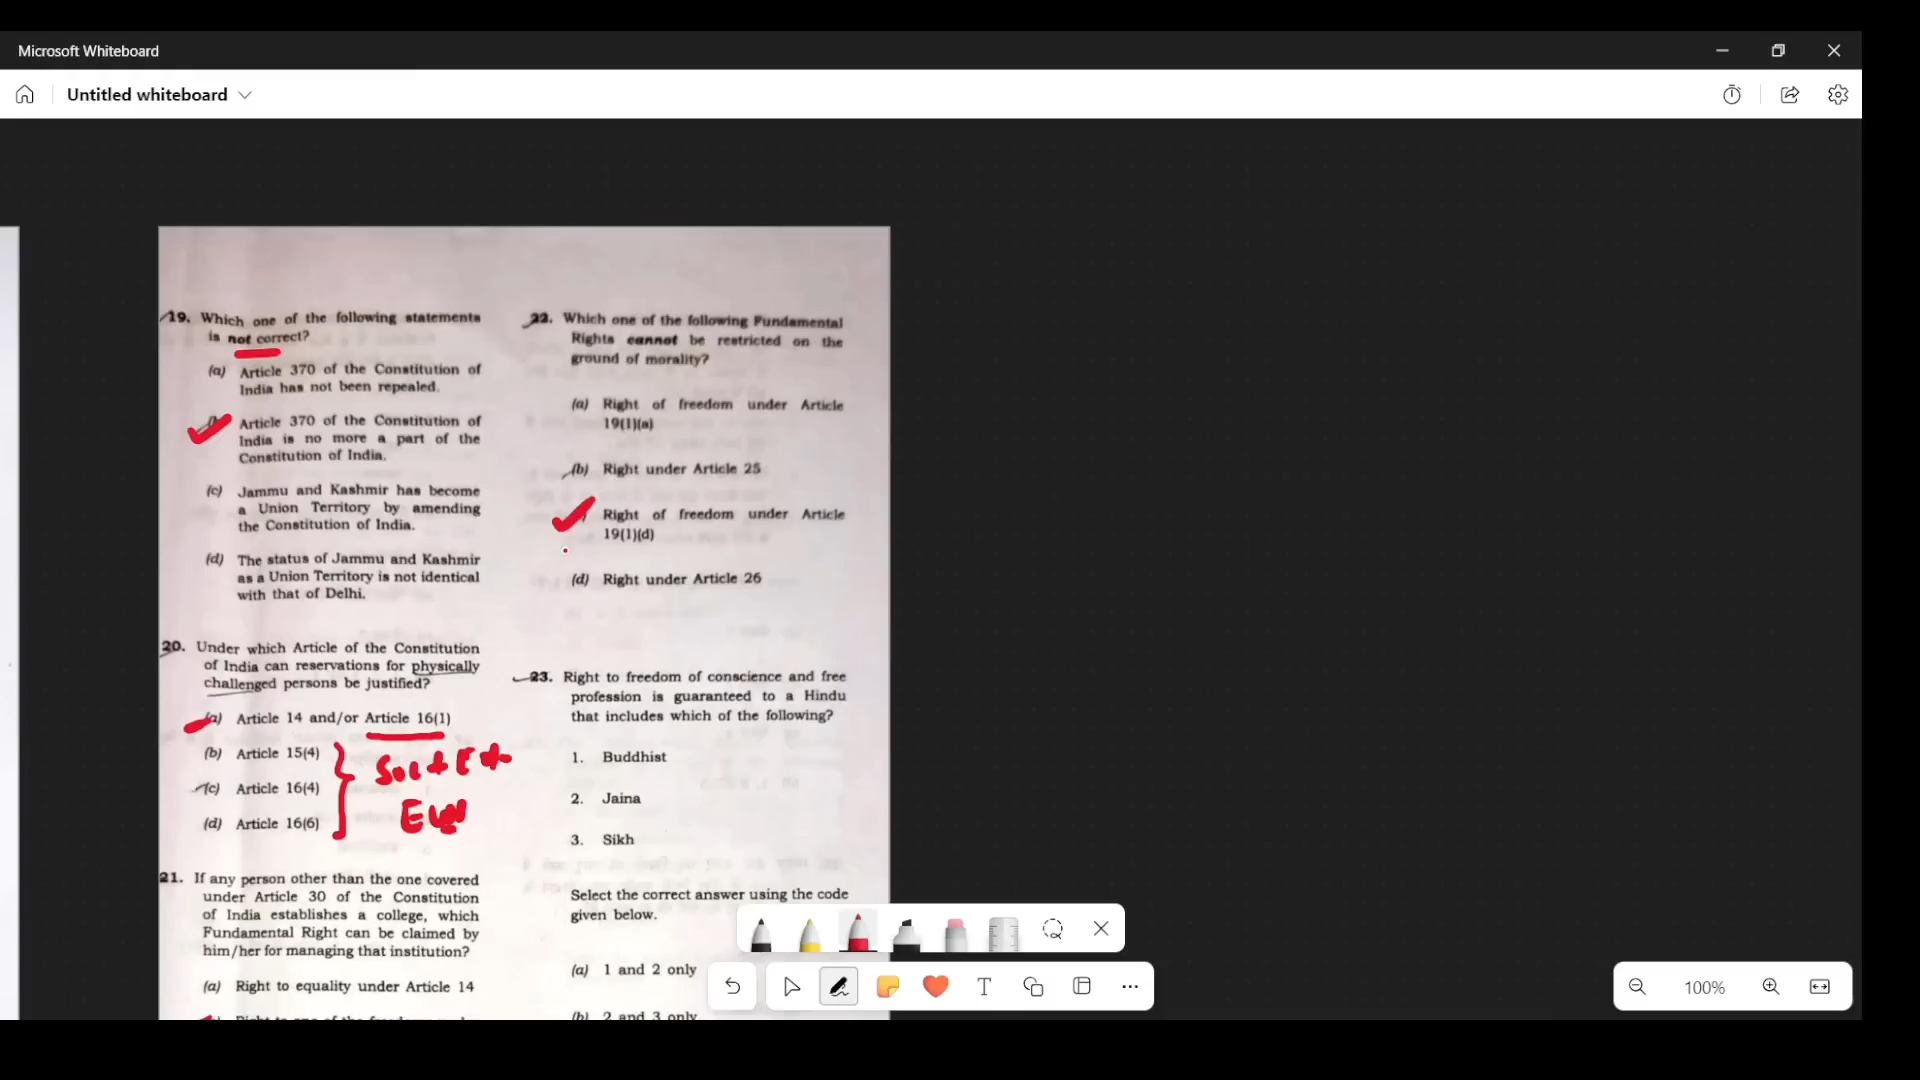 Microsoft Whiteboard
Untitled whiteboard
19. Which one of the following statements
is not correct?
(a) Article 370 of the Constitution of
India has not been repealed.
Article 370 of the Constitution of
India is no more a part of the
Constitution of India.
(c) Jammu and Kashmir has become
a Union Territory by amending
the Constitution of India.
(d) The status of Jammu and Kashmir
as a Union Territory is not identical
with that of Delhi.
20. Under which Article of the Constitution
of India can reservations for physically
challenged persons be justified?
(a) Article 14 and/or Article 16(1)
(b) Article 15(4)
(c) Article 16(4)
(d) Article 16(6)
21. If any person other than the one covered
under Article 30 of the Constitution
of India establishes a college, which
Fundamental Right can be claimed by
him/her for managing that institution?
(a) Right to equality under Article 14
Right to one of the freedoms under
22. Which one of the following Fundamental
Rights cannot be restricted on the
ground of morality?
(a) Right of freedom under Article
19(1)(a)
(b) Right under Article 25
Right of freedom under Article
19(1)(d)
(d) Right under Article 26
23. Right to freedom of conscience and free
profession is guaranteed to a Hindu
that includes which of the following?
1. Buddhist
2. Jaina
3. Sikh
Select the correct answer using the code
given below.
(a) 1 and 2 only
(b) 2 and 3 only
100%